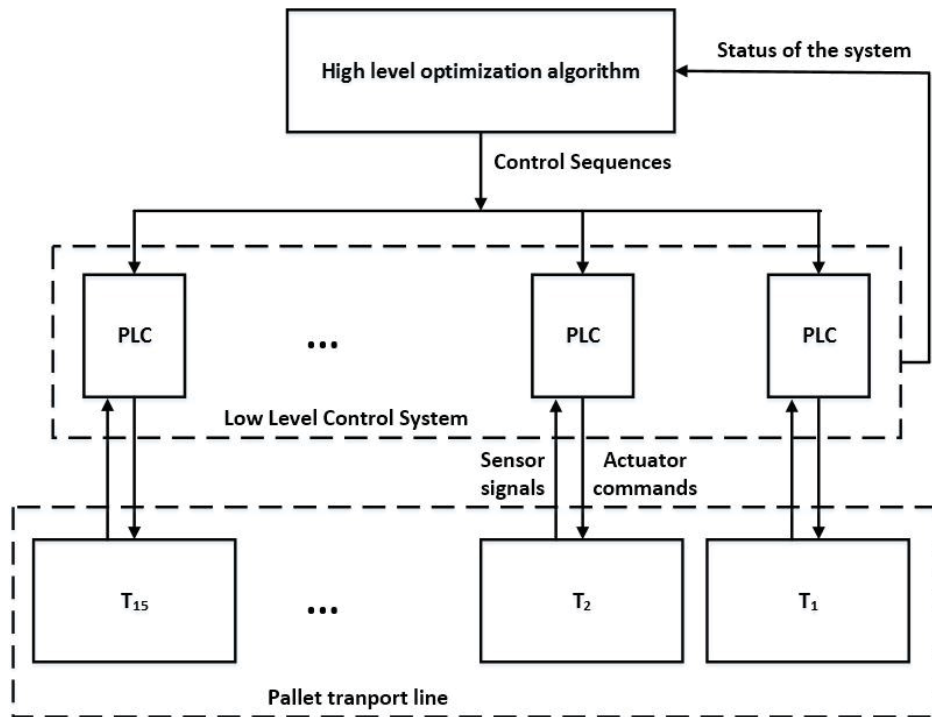 Status of the system
High level optimization algorithm
Control Sequences
PLC
...
PLC
PLC
Low Level Control System
Sensor
signals
Actuator
commands
T₁₅
...
T₂
T₁
Pallet tranport line